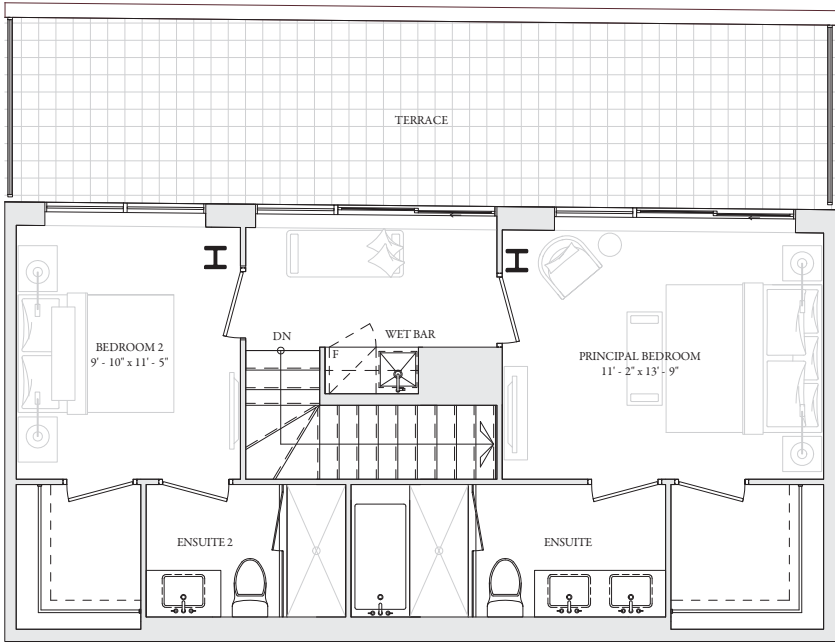 TERRACE
DN
WET BAR
F
BEDROOM 2
9' - 10" x 11' - 5"
PRINCIPAL BEDROOM
11' - 2" x 13' - 9"
ENSUITE 2
ENSUITE